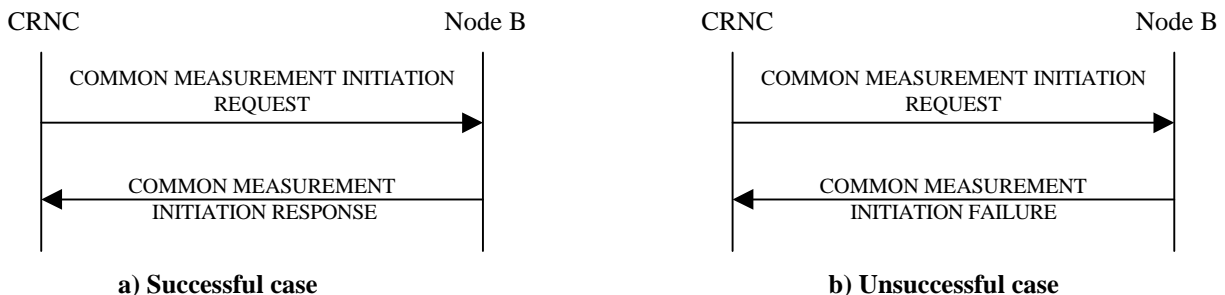 CRNC
Node B
COMMON MEASUREMENT INITIATION
REQUEST
COMMON MEASUREMENT
INITIATION RESPONSE
a) Successful case
CRNC
Node B
COMMON MEASUREMENT INITIATION
REQUEST
COMMON MEASUREMENT
INITIATION FAILURE
b) Unsuccessful case